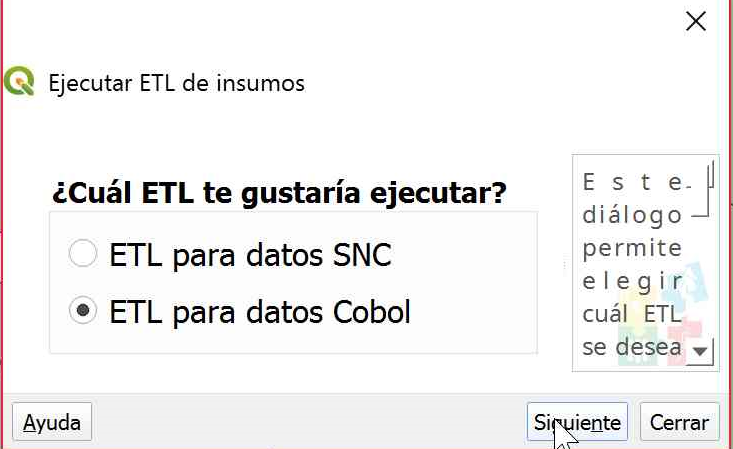 Ejecutar ETL de insumos
¿Cuál ETL te gustaría ejecutar?
ETL para datos SNC
ETL para datos Cobol
Este
diálogo
permite
elegir
cuál ETL
se desea
Ayuda
Siguiente
Cerrar